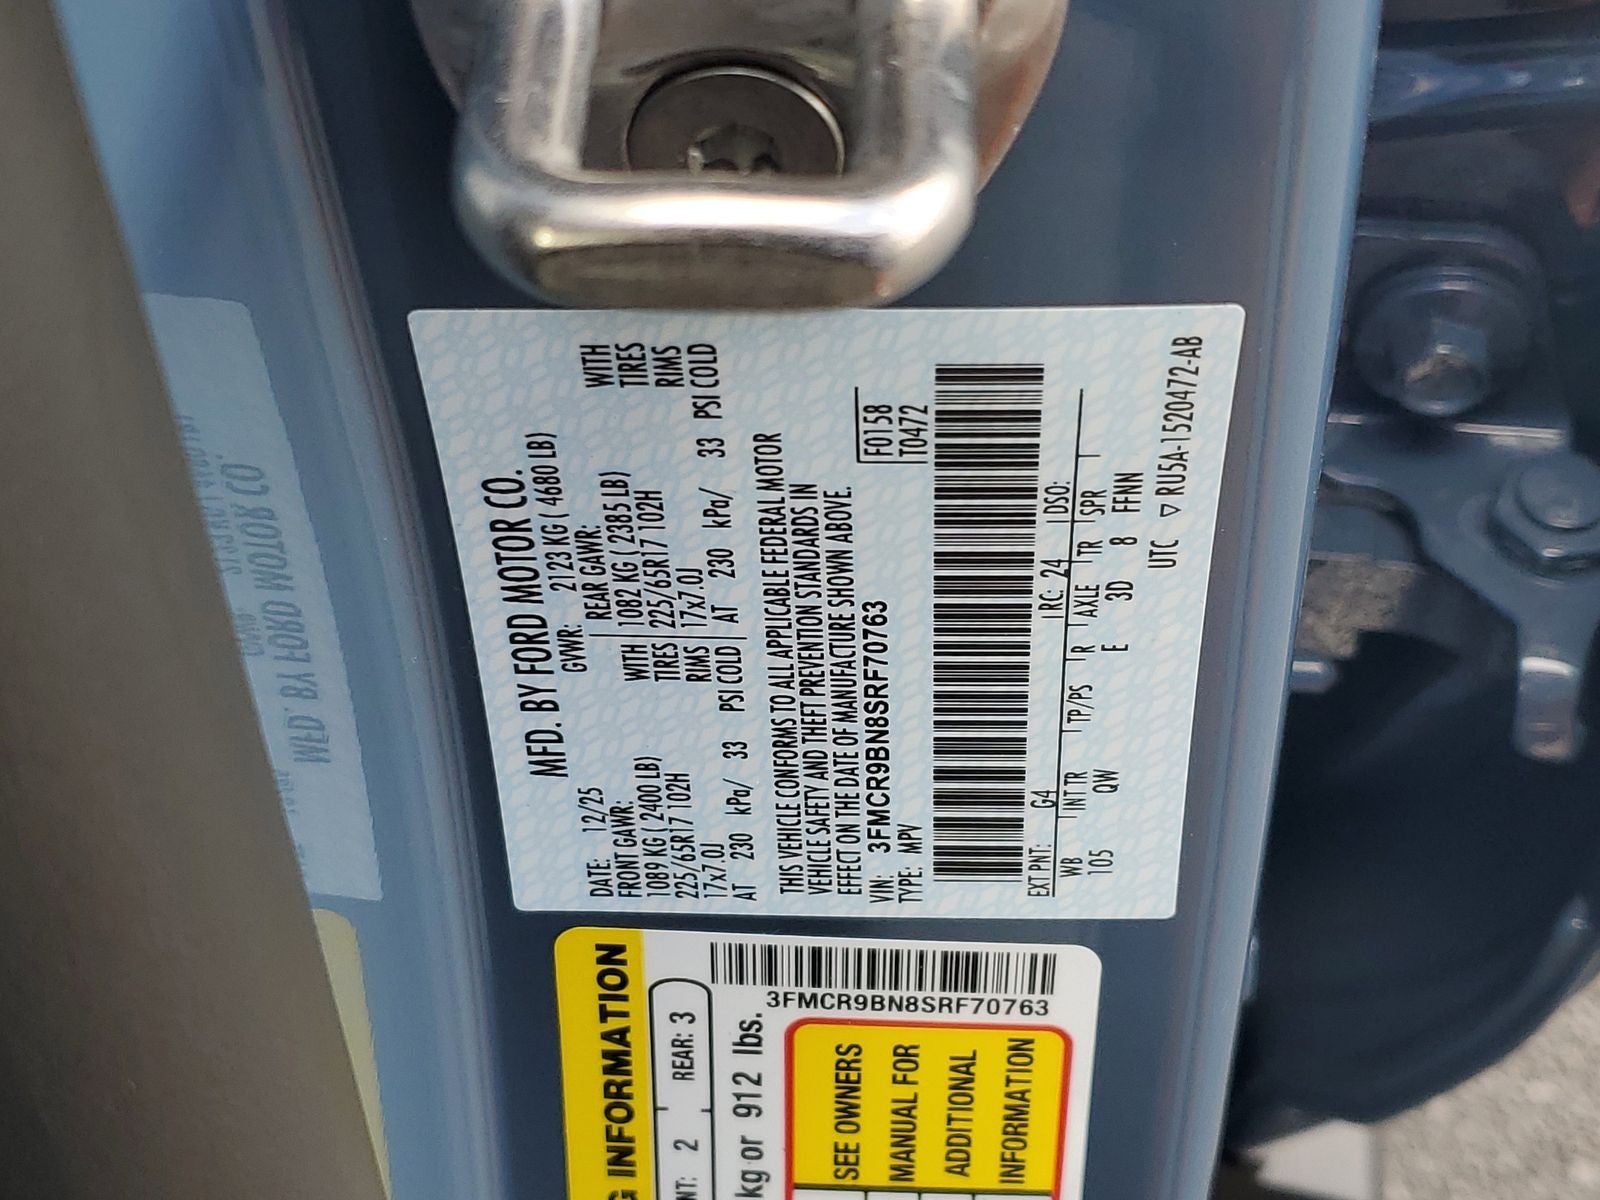 MFD. BY FORD MOTOR CO.
DATE: 12/25 GVWR: 2123 KG ( 4680 LB)
FRONT GAWR: REAR GAWR:
1089 KG ( 2400 LB) WITH 1082 KG ( 2385 LB) WITH
225/65R17 102H TIRES 225/65R17 102H TIRES
17x7.0J RIMS 17x7.0J RIMS
AT 230 kPa/ 33 PSI COLD AT 230 kPa/ 33 PSI COLD
THIS VEHICLE CONFORMS TO ALL APPLICABLE FEDERAL MOTOR
VEHICLE SAFETY AND THEFT PREVENTION STANDARDS IN
EFFECT ON THE DATE OF MANUFACTURE SHOWN ABOVE.
VIN: 3FMCR9BN8SRF70763 F0158
TYPE: MPV T0472
EXT PNT: G4 RC: 24 DSO:
WB INT TR TP/PS R AXLE TR SPR
105 QW E 3D 8 FFNN
UTC ▽ RU5A-1520472-AB
INFORMATION
2 REAR: 3
kg or 912 lbs.
3FMCR9BN8SRF70763
SEE OWNERS
MANUAL FOR
ADDITIONAL
INFORMATION